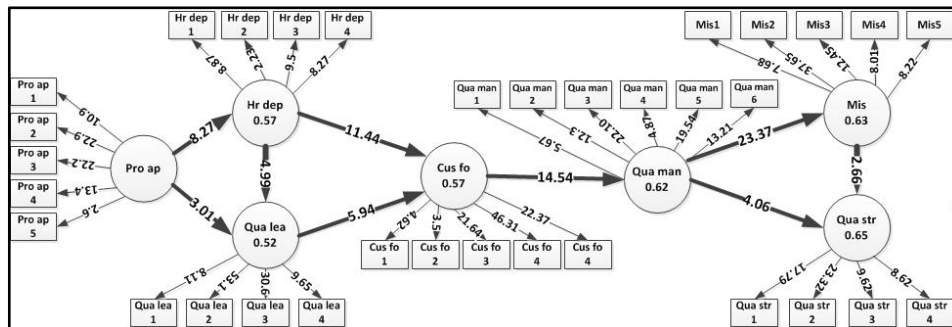 Hr dep
1
Hr dep
2
Hr dep
3
Hr dep
4
8.87
2.23
9.5
8.27
Mis1
Mis2
Mis3
Mis4
Mis5
7.68
37.65
12.45
8.01
8.22
Pro ap
1
Pro ap
2
Pro ap
3
Pro ap
4
Pro ap
5
10.9
22.9
22.2
13.4
2.6
Pro ap
8.27
3.01
Hr dep
0.57
4.99
Qua lea
0.52
11.44
5.94
Cus fo
0.57
14.54
Qua man
1
Qua man
2
Qua man
3
Qua man
4
Qua man
5
Qua man
6
5.67
12.3
22.10
4.87
19.54
13.21
Qua man
0.62
23.37
4.06
Mis
0.63
2.66
Qua str
0.65
4.62
3.5
21.64
46.31
22.37
Cus fo
1
Cus fo
2
Cus fo
3
Cus fo
4
Cus fo
4
8.11
53.1
30.6
9.65
Qua lea
1
Qua lea
2
Qua lea
3
Qua lea
4
17.79
23.32
9.62
8.62
Qua str
1
Qua str
2
Qua str
3
Qua str
4